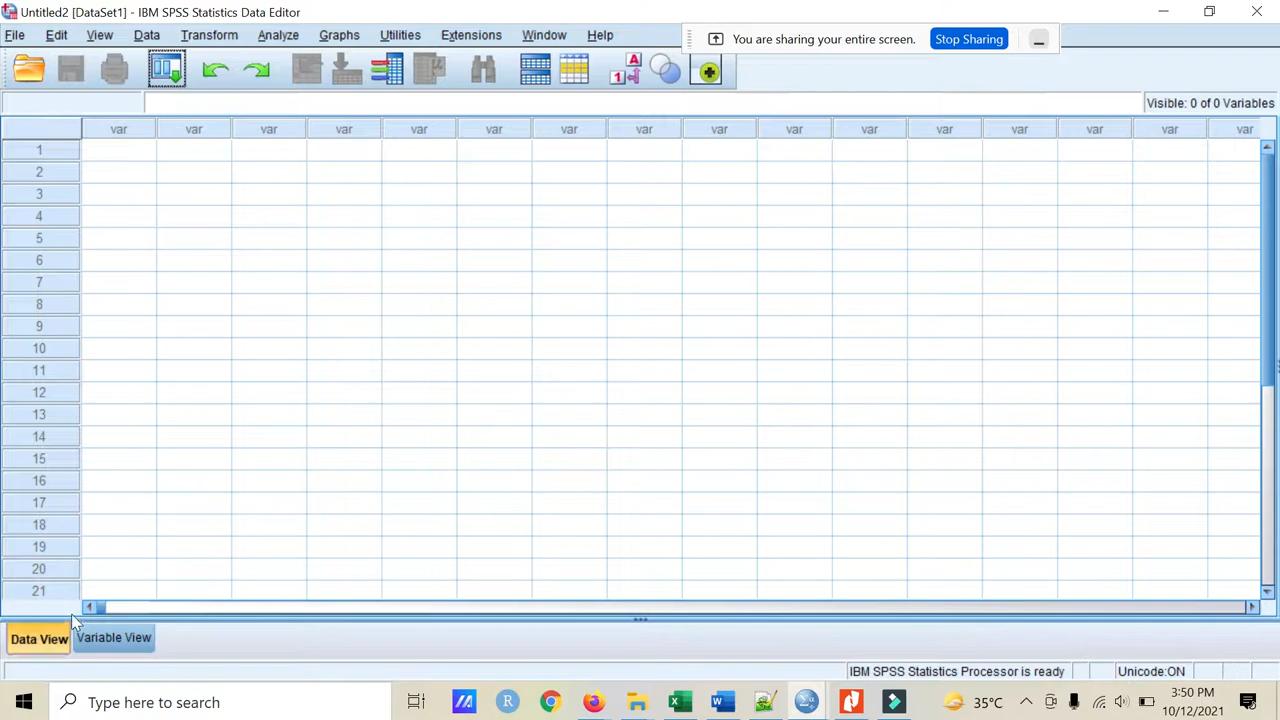 Untitled2 [DataSet1] - IBM SPSS Statistics Data Editor
File Edit View Data Transform Analyze Graphs Utilities Extensions Window Help
You are sharing your entire screen. Stop Sharing
A
1
Visible: 0 of 0 Variables
var var var var var var var var var var var var var var var var
1
2
3
4
5
6
7
8
9
10
11
12
13
14
15
16
17
18
19
20
21
Data View Variable View
IBM SPSS Statistics Processor is ready Unicode:ON
Type here to search
R
35°C
3:50 PM
10/12/2021